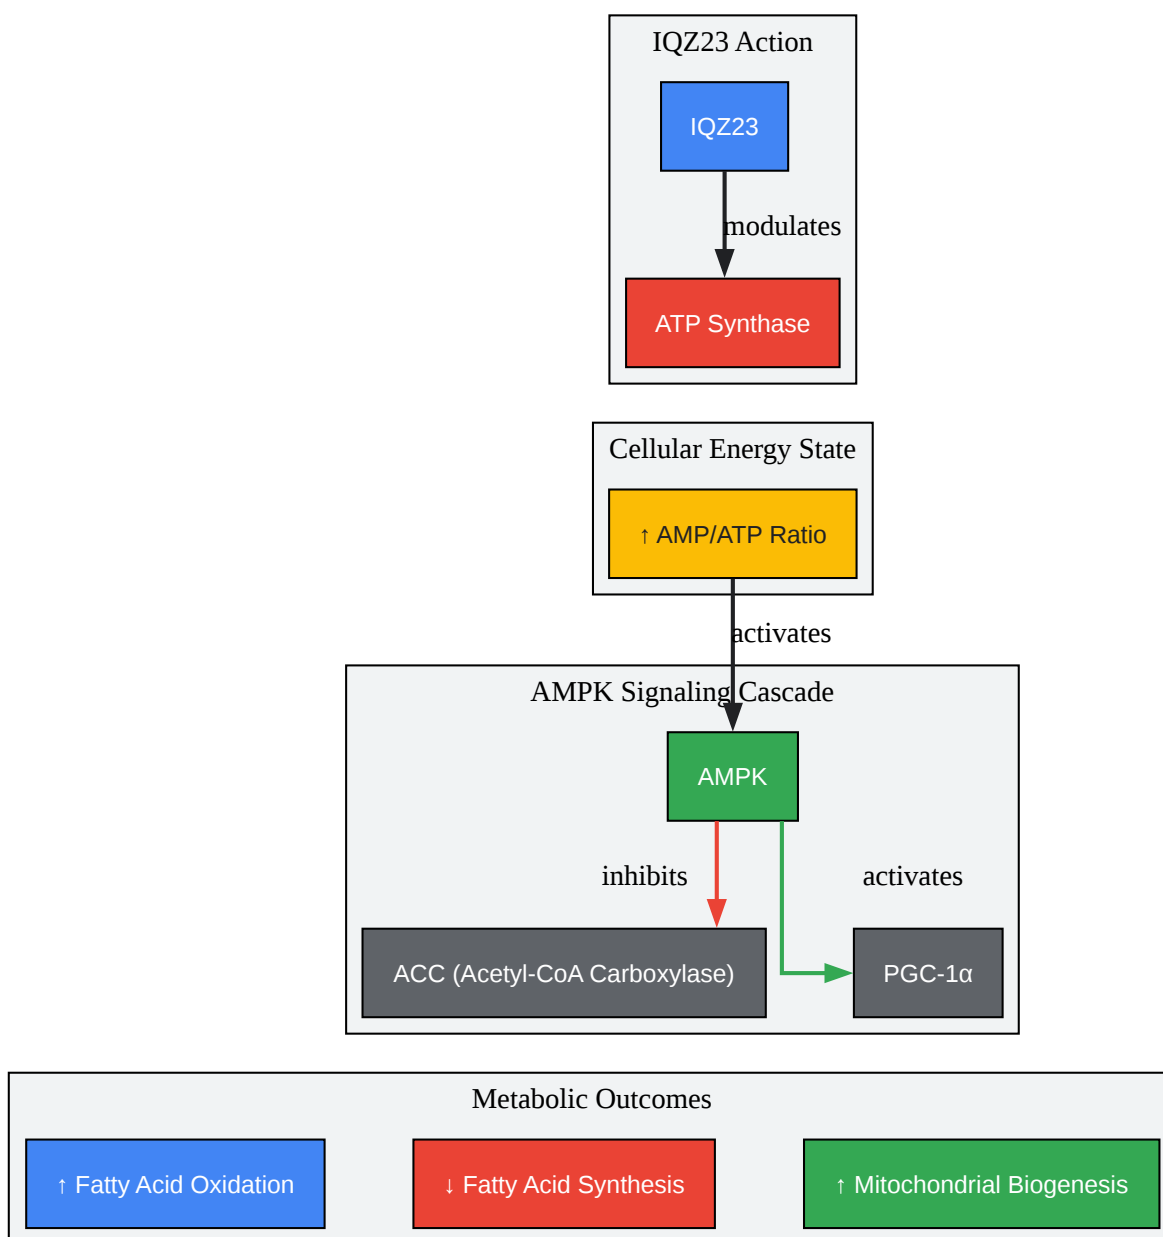 IQZ23 Action
IQZ23
modulates
ATP Synthase
Cellular Energy State
↑ AMP/ATP Ratio
activates
AMPK Signaling Cascade
AMPK
inhibits
activates
ACC (Acetyl-CoA Carboxylase)
PGC-1α
Metabolic Outcomes
↑ Fatty Acid Oxidation
↓ Fatty Acid Synthesis
↑ Mitochondrial Biogenesis